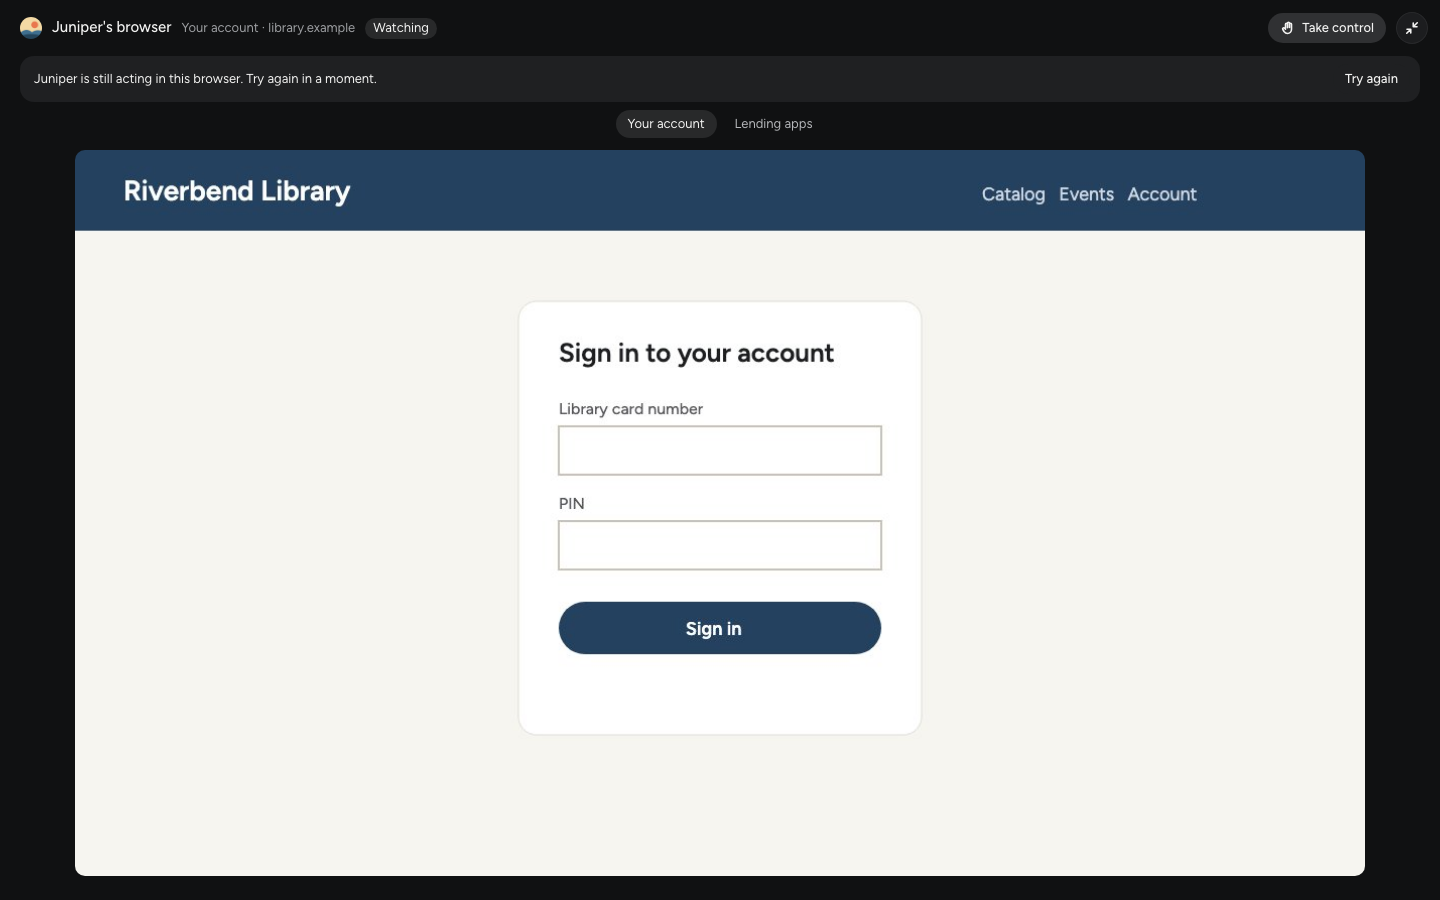 Juniper's browser Your account · library.example Watching Take control
Juniper is still acting in this browser. Try again in a moment. Try again
Your account Lending apps
Riverbend Library Catalog Events Account
Sign in to your account
Library card number
PIN
Sign in